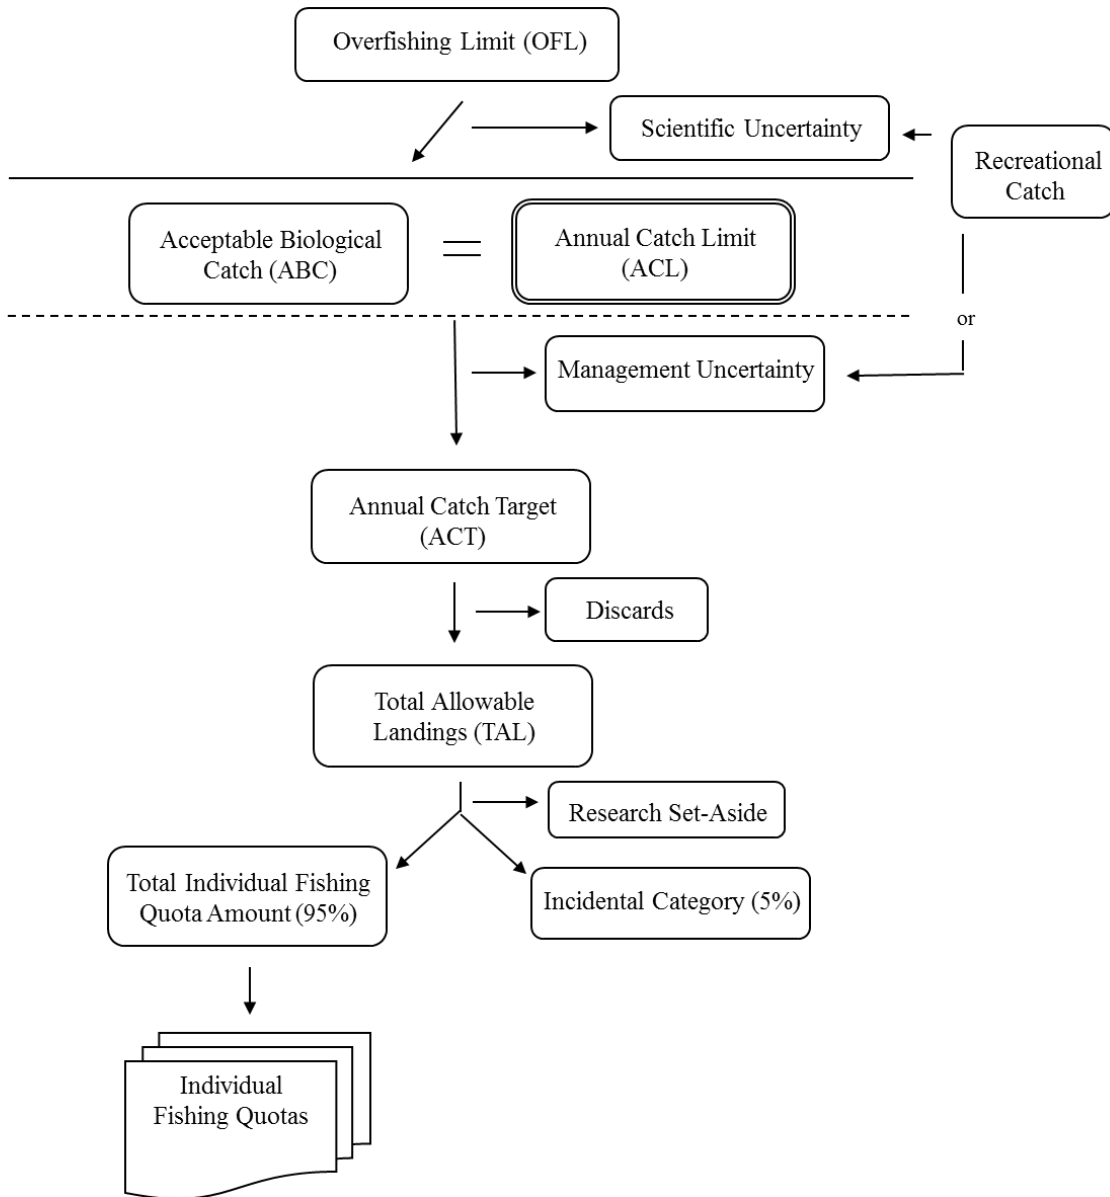 Overfishing Limit (OFL)
Scientific Uncertainty
Recreational
Catch
Acceptable Biological
Catch (ABC)
Annual Catch Limit
(ACL)
or
Management Uncertainty
Annual Catch Target
(ACT)
Discards
Total Allowable
Landings (TAL)
Research Set-Aside
Total Individual Fishing
Quota Amount (95%)
Incidental Category (5%)
Individual
Fishing Quotas